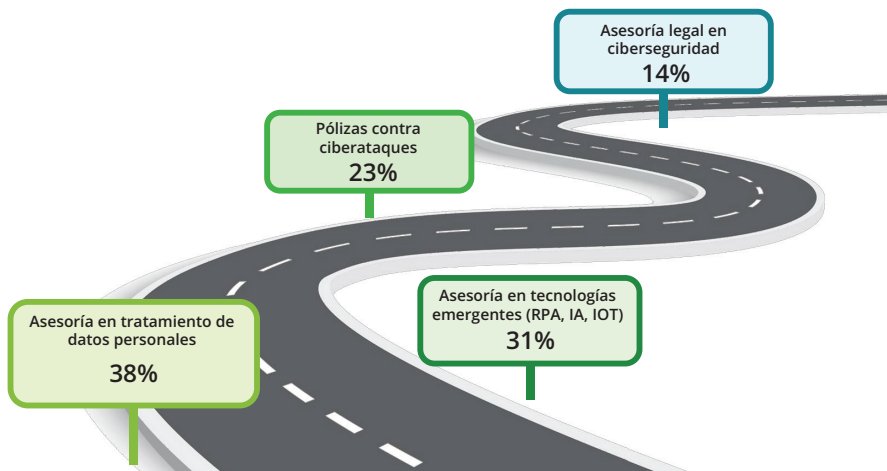 Asesoría legal en
ciberseguridad
14%
Pólizas contra
ciberataques
23%
Asesoría en tecnologías
emergentes (RPA, IA, IOT)
31%
Asesoría en tratamiento de
datos personales
38%